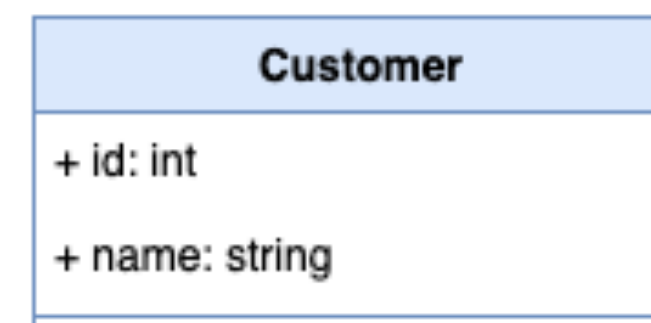 Customer
+ id: int
+ name: string